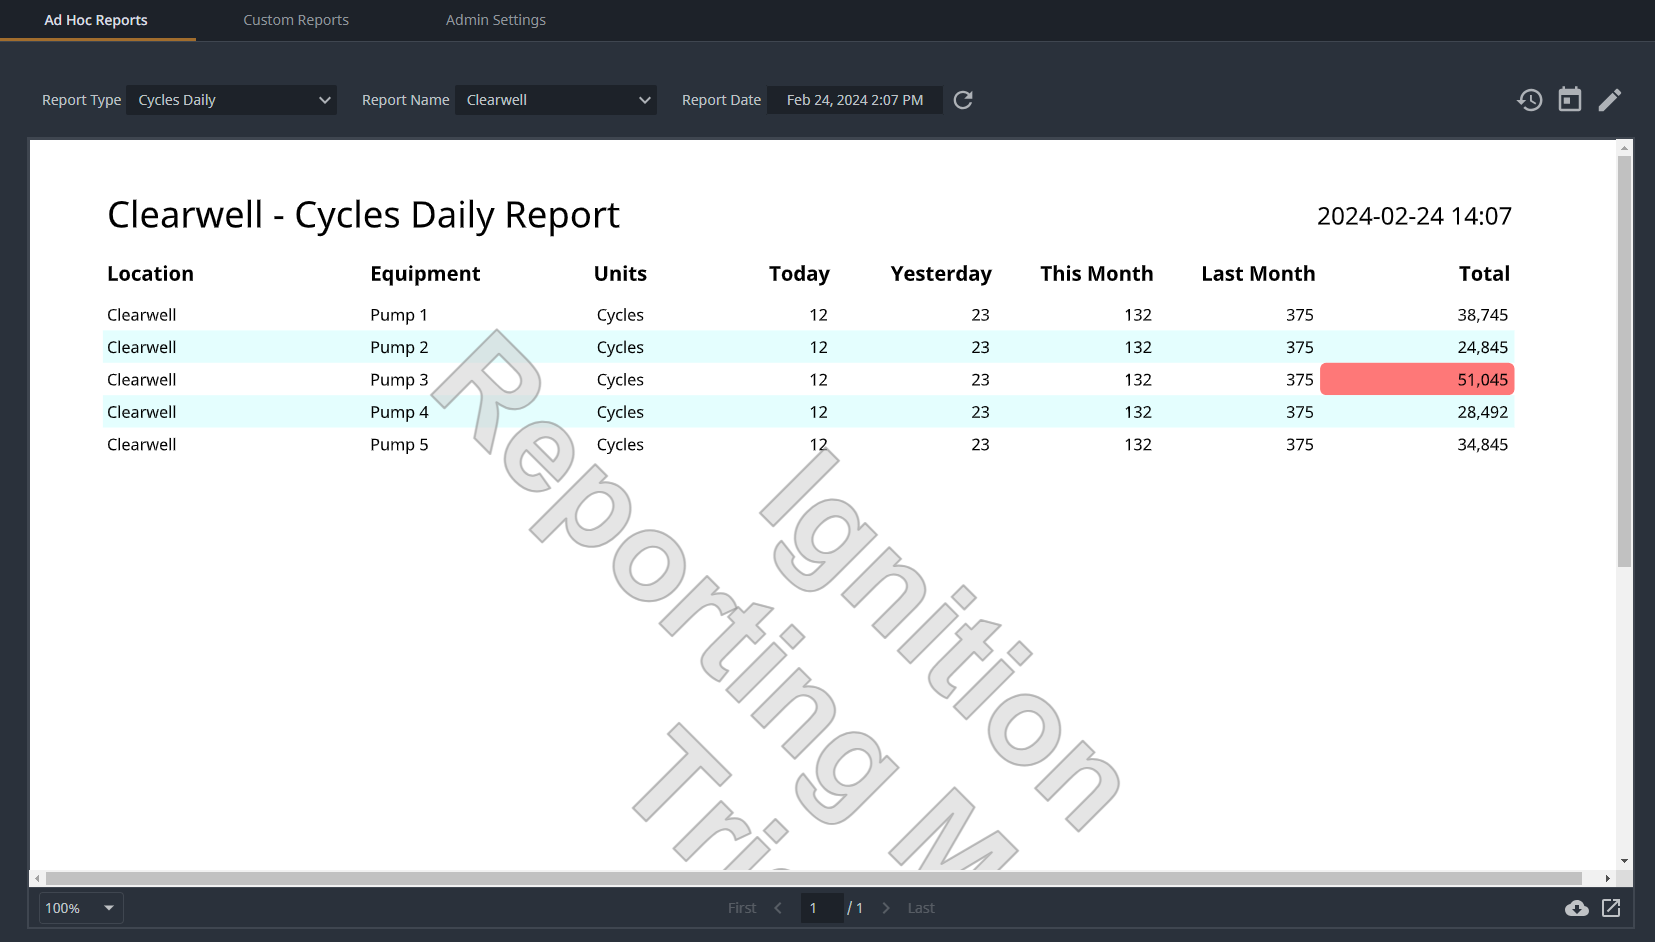 Ad Hoc Reports Custom Reports Admin Settings
Report Type Cycles Daily Report Name Clearwell Report Date Feb 24, 2024 2:07 PM
Clearwell - Cycles Daily Report 2024-02-24 14:07
Location Equipment Units Today Yesterday This Month Last Month Total
Clearwell Pump 1 Cycles 12 23 132 375 38,745
Clearwell Pump 2 Cycles 12 23 132 375 24,845
Clearwell Pump 3 Cycles 12 23 132 375 51,045
Clearwell Pump 4 Cycles 12 23 132 375 28,492
Clearwell Pump 5 Cycles 12 23 132 375 34,845
Ignition
Reporting M
Tri
100% First 1 / 1 Last